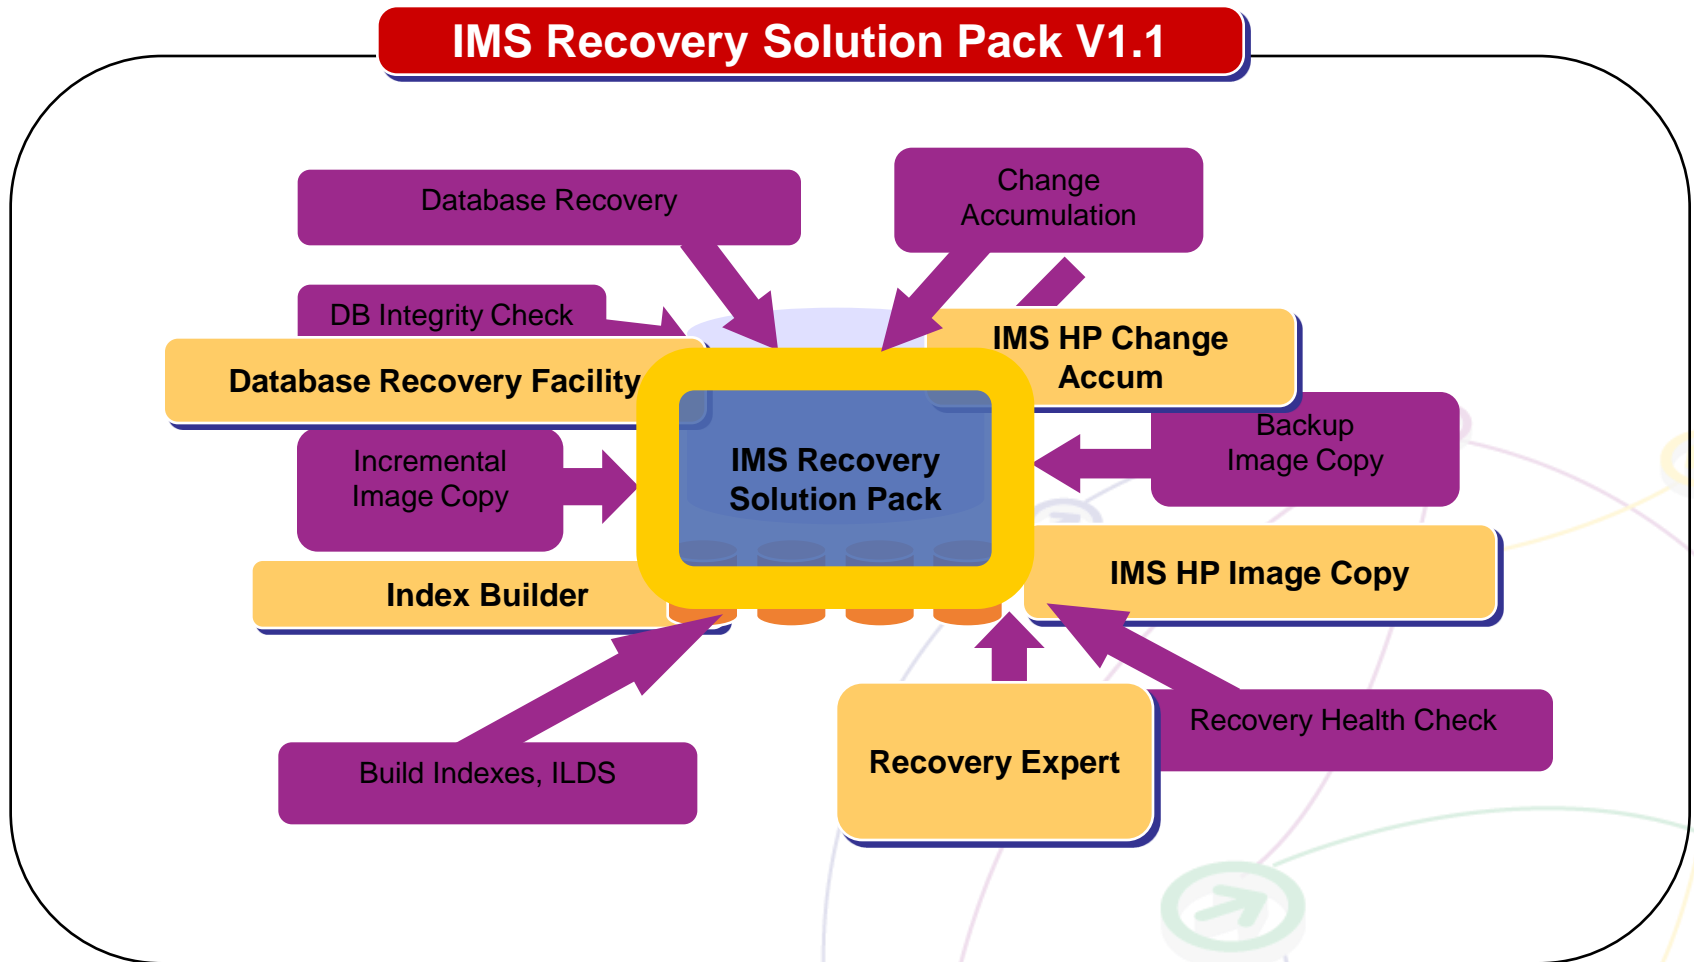 IMS Recovery Solution Pack V1.1
Database Recovery
Change
Accumulation
DB Integrity Check
IMS HP Change
Accum
Database Recovery Facility
Backup
Image Copy
Incremental
Image Copy
IMS Recovery
Solution Pack
IMS HP Image Copy
Index Builder
Recovery Health Check
Recovery Expert
Build Indexes, ILDS